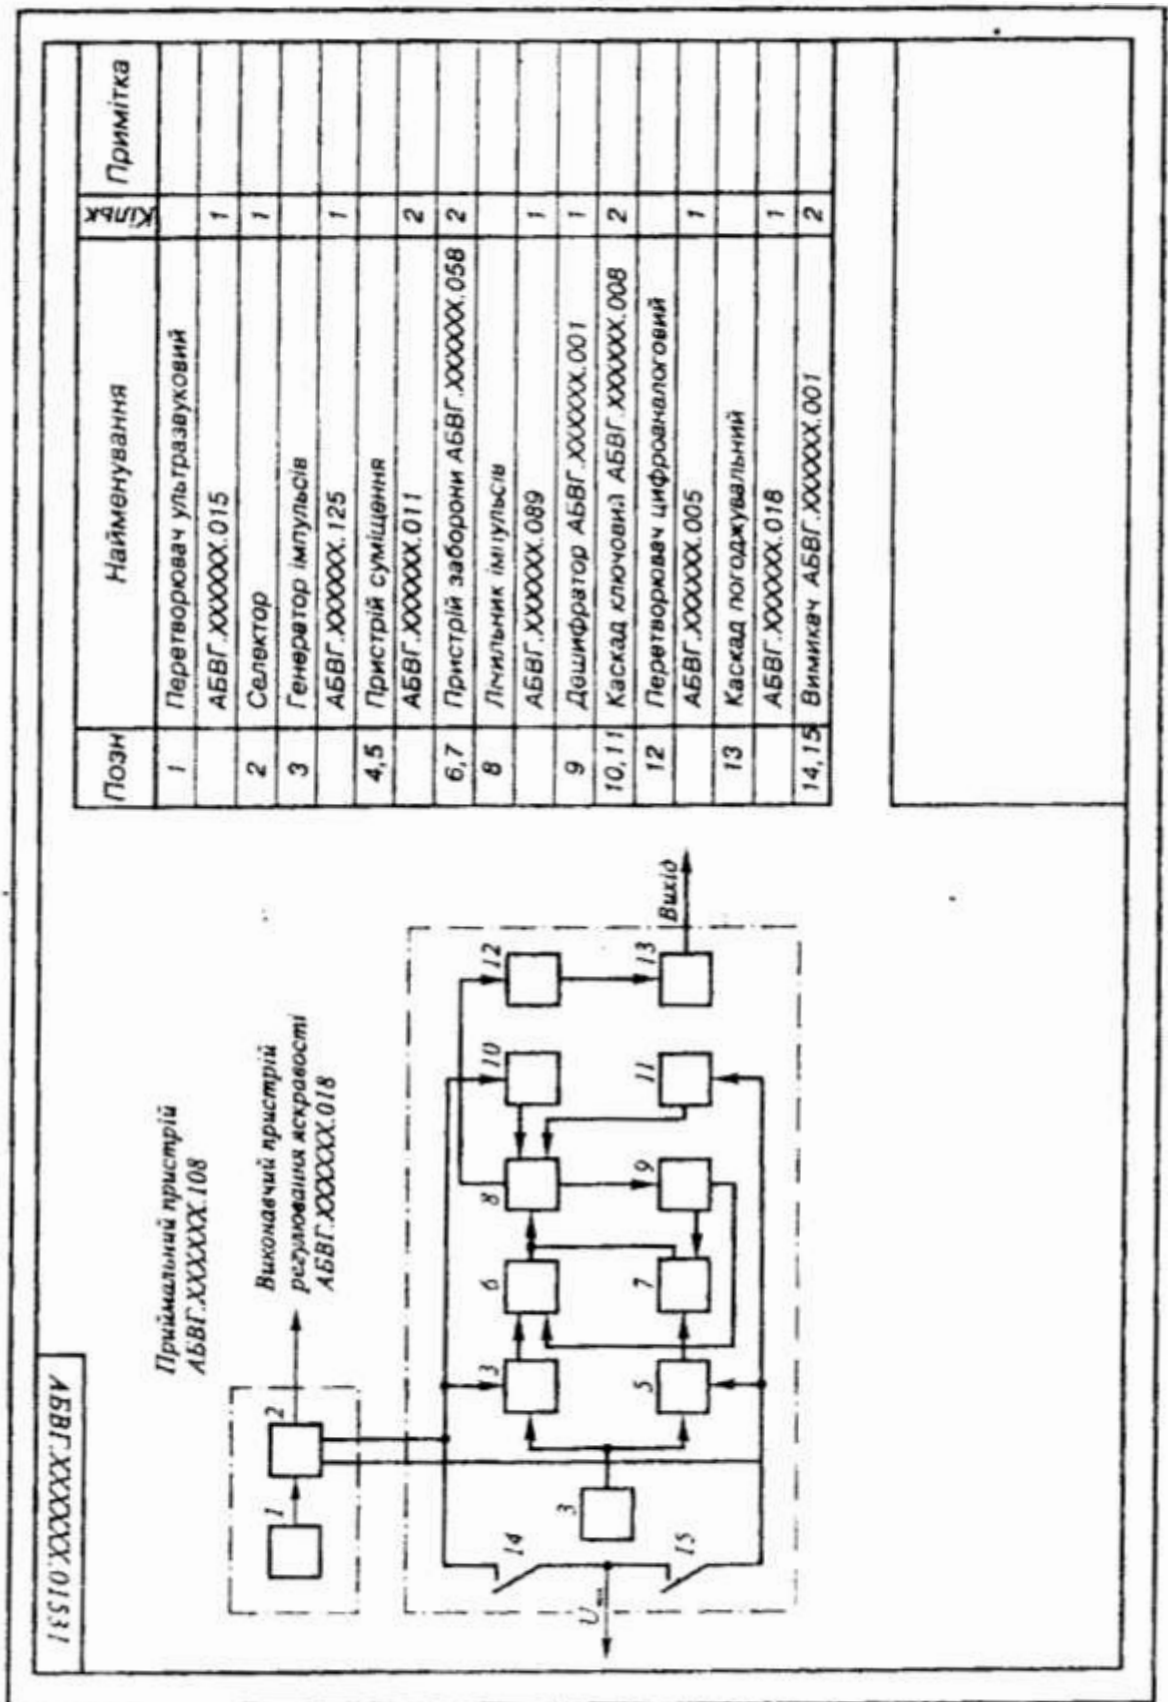 АБВГ.XXXXXX.015Э1
Приймальний пристрій
АБВГ.XXXXXX.108
Виконавчий пристрій
регулювання яскравості
АБВГ.XXXXXX.018
1
2
14
15
3
13
5
6
7
8
9
10
11
12
13
Вихід
U
Позн Найменування Кільк Примітка
1 Перетворювач ультразвуковий
АБВГ.XXXXXX.015 1
2 Селектор 1
3 Генератор імпульсів
АБВГ.XXXXXX.125 1
4,5 Пристрій суміщення
АБВГ.XXXXXX.011 2
6,7 Пристрій заборони АБВГ.XXXXXX.058 2
8 Лічильник імпульсів
АБВГ.XXXXXX.089 1
9 Дешифратор АБВГ.XXXXXX.001 1
10,11 Каскад ключовий АБВГ.XXXXXX.008 2
12 Перетворювач цифроаналоговий
АБВГ.XXXXXX.005 1
13 Каскад погоджувальний
АБВГ.XXXXXX.018 1
14,15 Вимикач АБВГ.XXXXXX.001 2